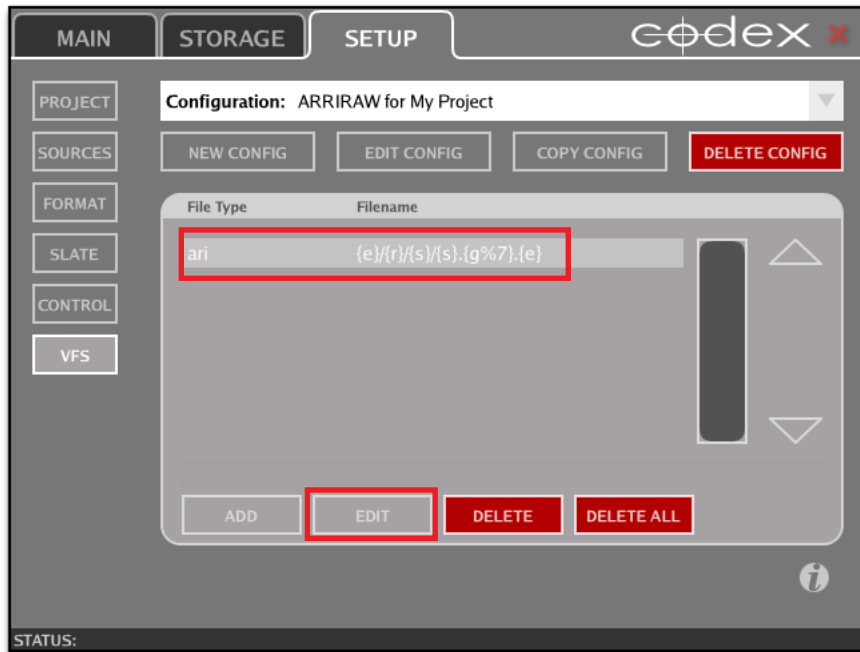 MAIN STORAGE SETUP codex
PROJECT
SOURCES
FORMAT
SLATE
CONTROL
VFS
Configuration: ARRIRAW for My Project
NEW CONFIG EDIT CONFIG COPY CONFIG DELETE CONFIG
File Type Filename
ari {e}/{r}/{s}/{s}.{g%7}.{e}
ADD EDIT DELETE DELETE ALL
i
STATUS: